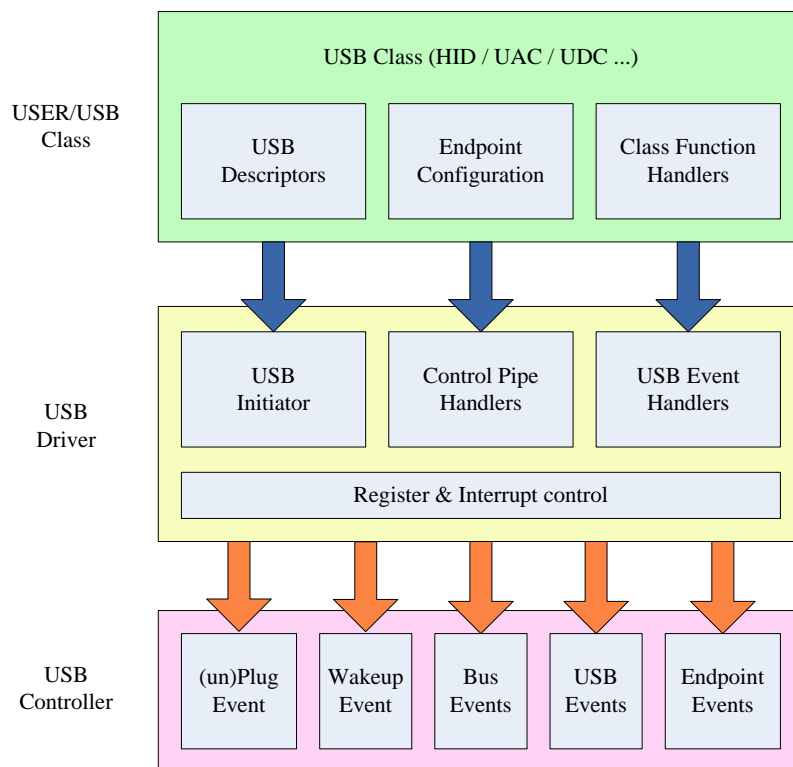 USB Class (HID / UAC / UDC ...)
USER/USB
Class
USB
Descriptors
Endpoint
Configuration
Class Function
Handlers
USB
Driver
USB
Initiator
Control Pipe
Handlers
USB Event
Handlers
Register & Interrupt control
USB
Controller
(un)Plug
Event
Wakeup
Event
Bus
Events
USB
Events
Endpoint
Events